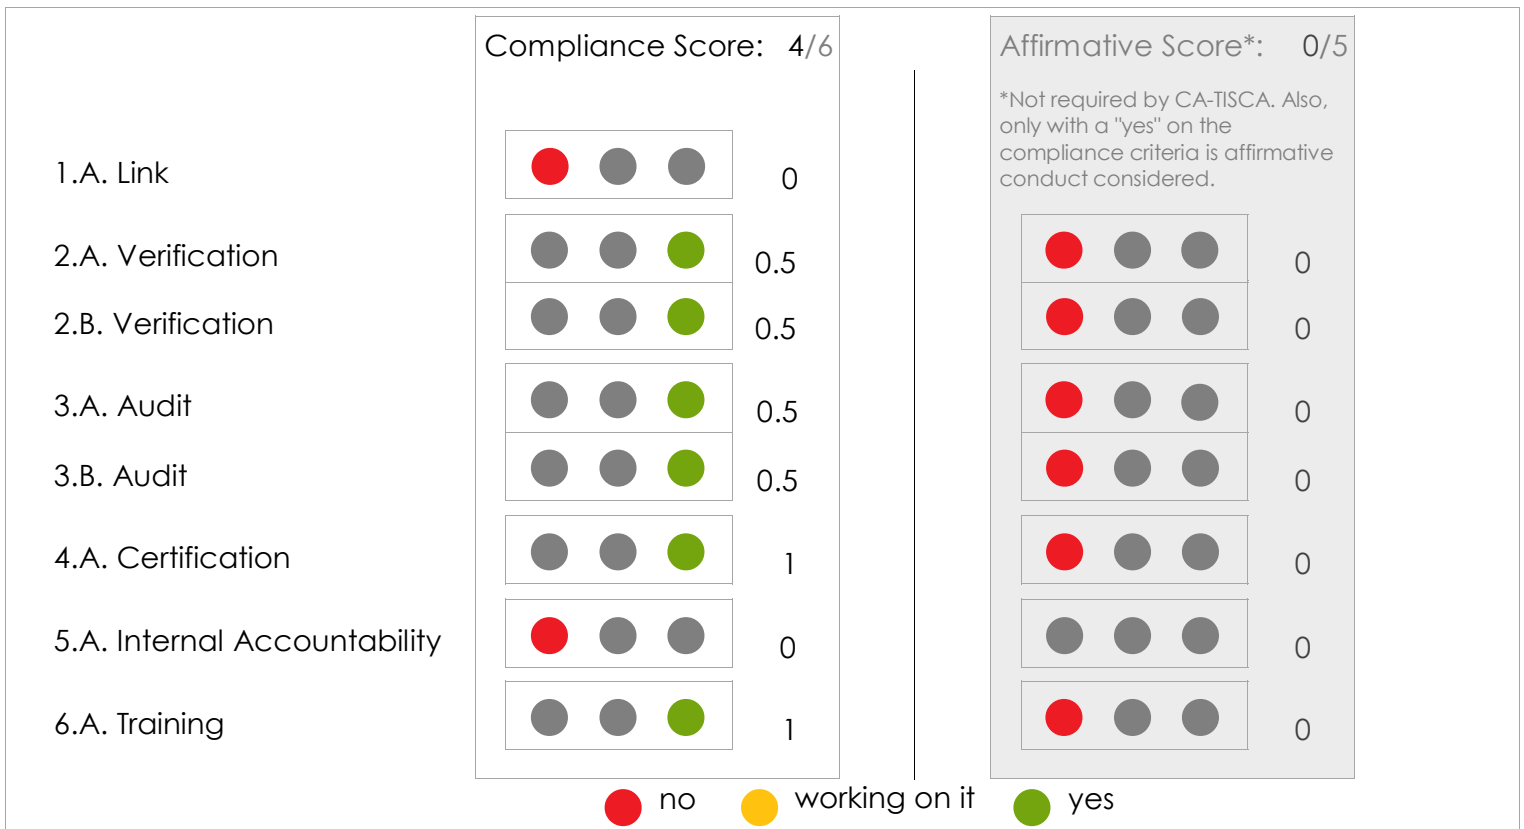 Compliance Score: 4/6
Affirmative Score*: 0/5
*Not required by CA-TISCA. Also,
only with a "yes" on the
compliance criteria is affirmative
conduct considered.
1.A. Link 0
2.A. Verification 0.5 0
2.B. Verification 0.5 0
3.A. Audit 0.5 0
3.B. Audit 0.5 0
4.A. Certification 1 0
5.A. Internal Accountability 0 0
6.A. Training 1 0
no working on it yes